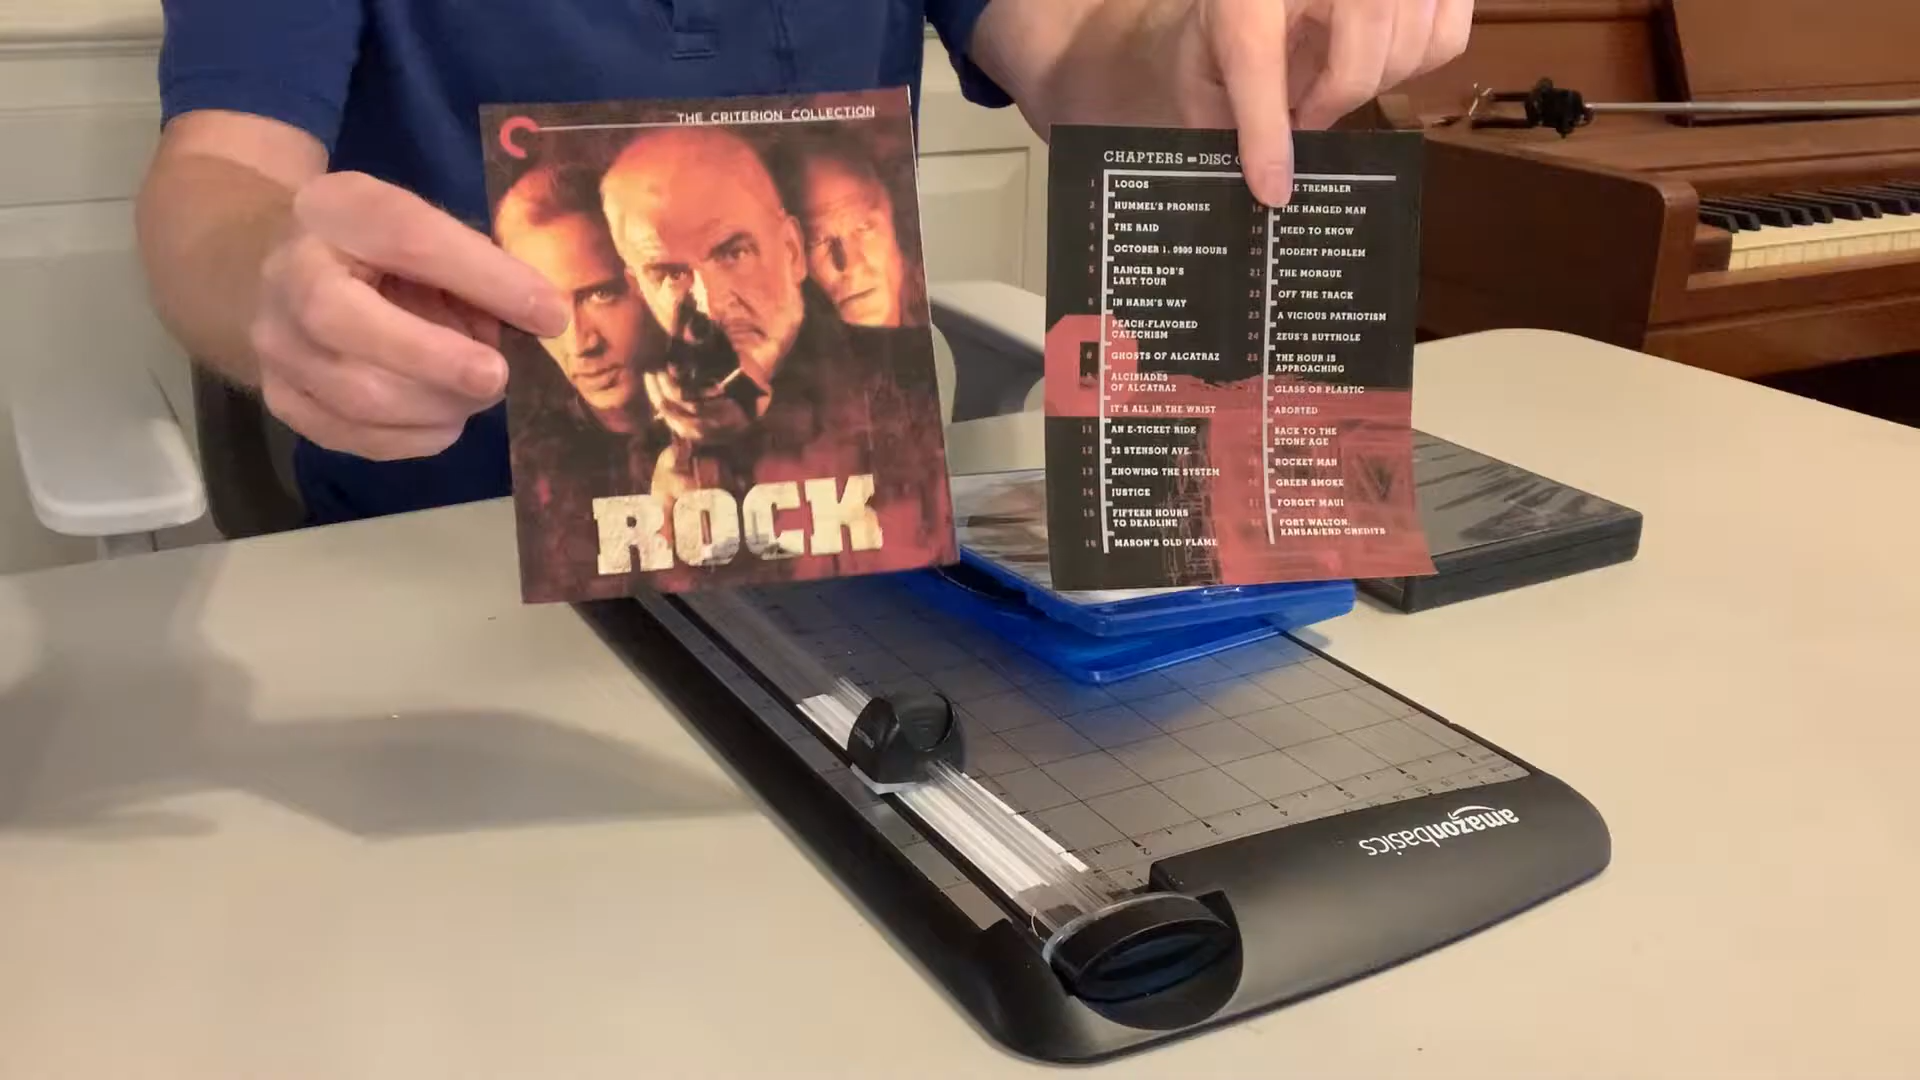 THE CRITERION COLLECTION
ROCK
CHAPTERS – DISC
1 LOGOS
2 HUMMEL'S PROMISE
3 THE RAID
4 OCTOBER 1, 0900 HOURS
5 RANGER BOB'S
LAST TOUR
6 IN HARM'S WAY
PEACH-FLAVORED
CATECHISM
8 GHOSTS OF ALCATRAZ
ALCIBIADES
OF ALCATRAZ
IT'S ALL IN THE WRIST
11 AN E-TICKET RIDE
12 STENSON AVE.
13 KNOWING THE SYSTEM
14 JUSTICE
15 FIFTEEN HOURS
TO DEADLINE
16 MASON'S OLD FLAME
TREMBLER
18 THE HANGED MAN
19 NEED TO KNOW
20 RODENT PROBLEM
21 THE MORGUE
22 OFF THE TRACK
23 A VICIOUS PATRIOTISM
24 ZEUS'S BUTTHOLE
25 THE HOUR IS
APPROACHING
GLASS OR PLASTIC
ABORTED
BACK TO THE
STONE AGE
ROCKET MAN
GREEN SMOKE
FORGET MAUI
FORT WALTON,
KANSAS/END CREDITS
amazonbasics